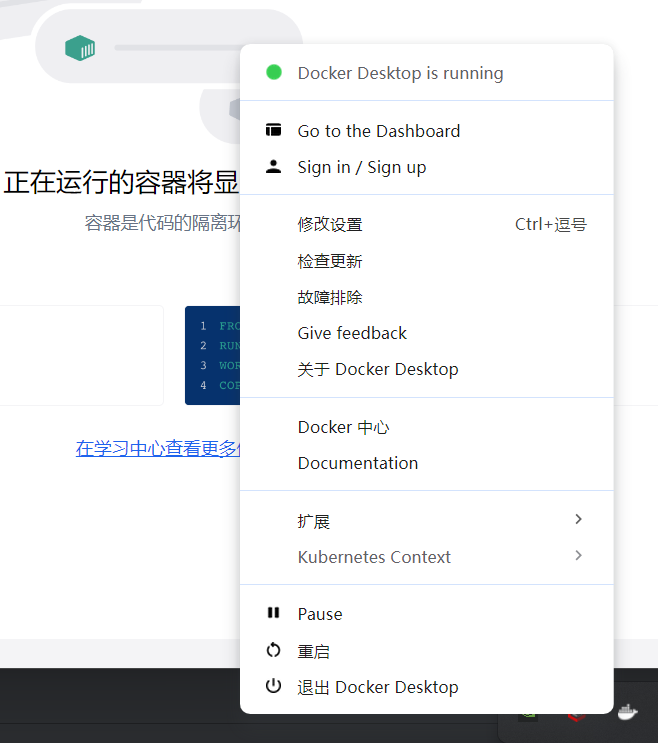 Docker Desktop is running
Go to the Dashboard
Sign in / Sign up
正在运行的容器将显
容器是代码的隔离环
修改设置 Ctrl+逗号
检查更新
故障排除
Give feedback
关于 Docker Desktop
1 FRO
2 RUN
3 WOR
4 COP
在学习中心查看更多
Docker 中心
Documentation
扩展
Kubernetes Context
Pause
重启
退出 Docker Desktop